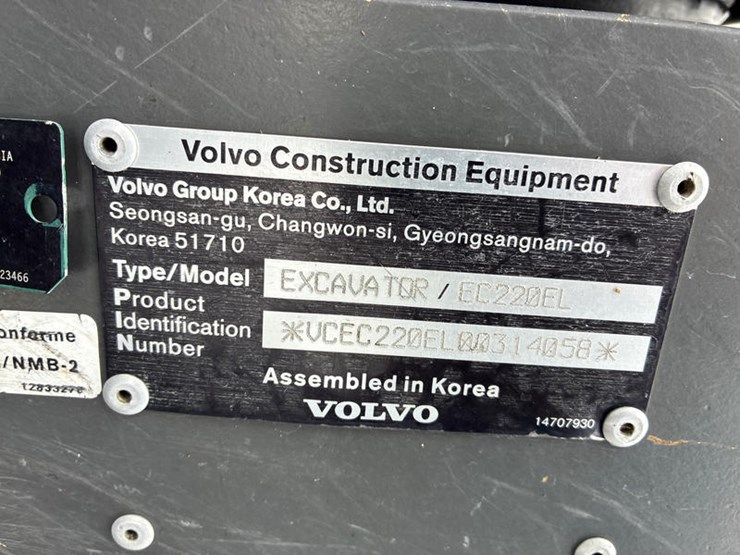 Volvo Construction Equipment
Volvo Group Korea Co., Ltd.
Seongsan-gu, Changwon-si, Gyeongsangnam-do,
Korea 51710
Type/Model EXCAVATOR / EC220EL
Product
Identification
Number
*VCEC220EL00314058*
Assembled in Korea
VOLVO
14707930
IA
23466
onforme
/NMB-2